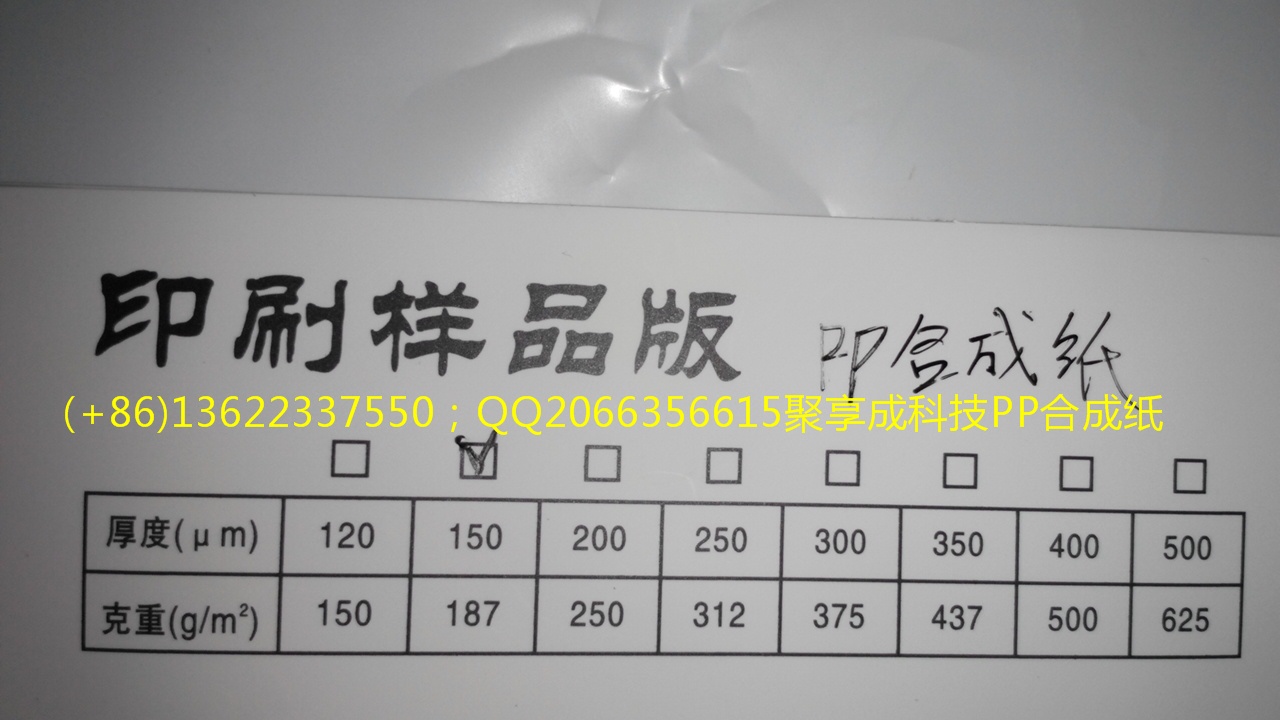 印刷样品版 PP合成纸
(+86)13622337550；QQ2066356615聚享成科技PP合成纸
厚度(μm) 120 150 200 250 300 350 400 500
克重(g/m²) 150 187 250 312 375 437 500 625